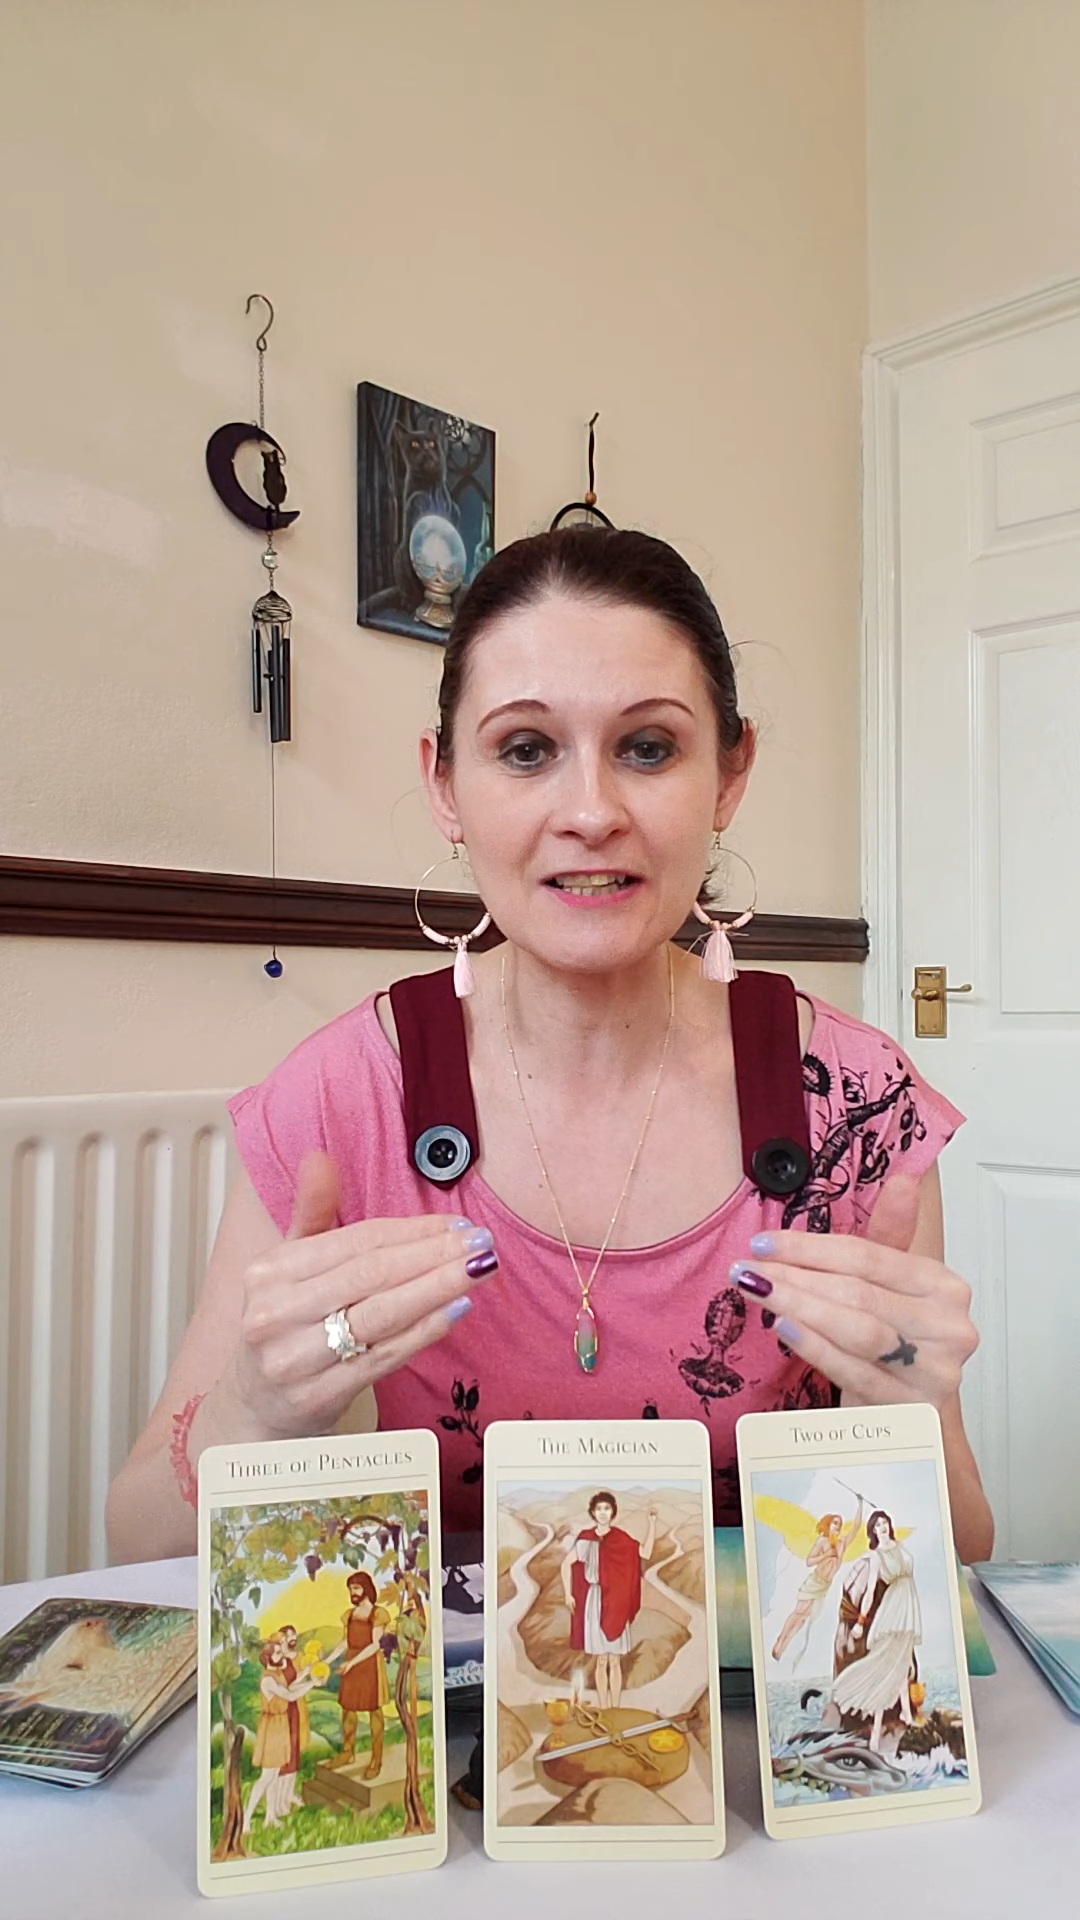 Three of Pentacles
The Magician
Two of Cups